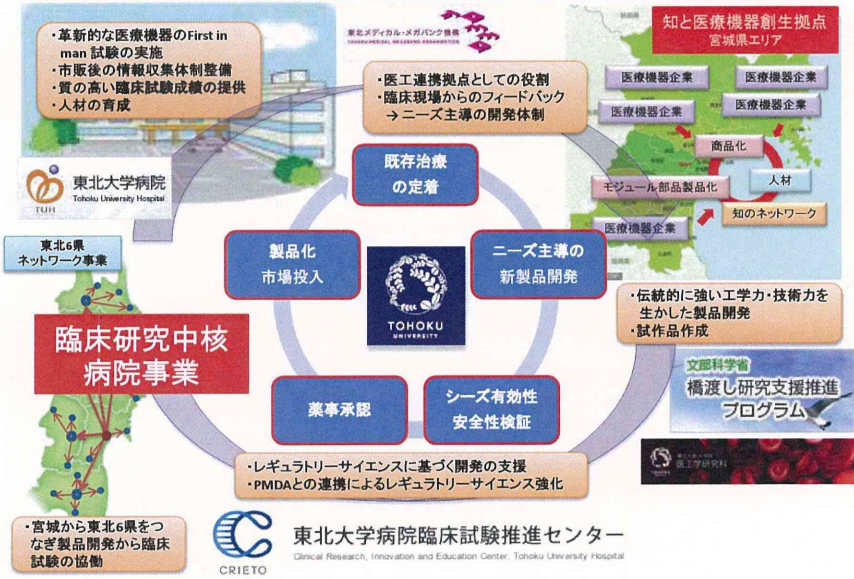 ・革新的な医療機器のFirst in
man 試験の実施
・市販後の情報収集体制整備
・質の高い臨床試験成績の提供
・人材の育成
東北メディカル・メガバンク機構
TOHOKU MEDICAL MEGABANK ORGANIZATION
知と医療機器創生拠点
宮城県エリア
・医工連携拠点としての役割
・臨床現場からのフィードバック
→ ニーズ主導の開発体制
医療機器企業
医療機器企業
医療機器企業
医療機器企業
商品化
人材
モジュール部品製品化
知のネットワーク
医療機器企業
東北大学病院
Tohoku University Hospital
TUH
既存治療
の定着
製品化
市場投入
ニーズ主導の
新製品開発
TOHOKU
UNIVERSITY
東北6県
ネットワーク事業
臨床研究中核
病院事業
・伝統的に強い工学力・技術力を
生かした製品開発
・試作品作成
薬事承認
シーズ有効性
安全性検証
文部科学省
橋渡し研究支援推進
プログラム
医工学研究科
・レギュラトリーサイエンスに基づく開発の支援
・PMDAとの連携によるレギュラトリーサイエンス強化
・宮城から東北6県をつ
なぎ製品開発から臨床
試験の協働
CRIETO
東北大学病院臨床試験推進センター
Clinical Research, Innovation and Education Center, Tohoku University Hospital